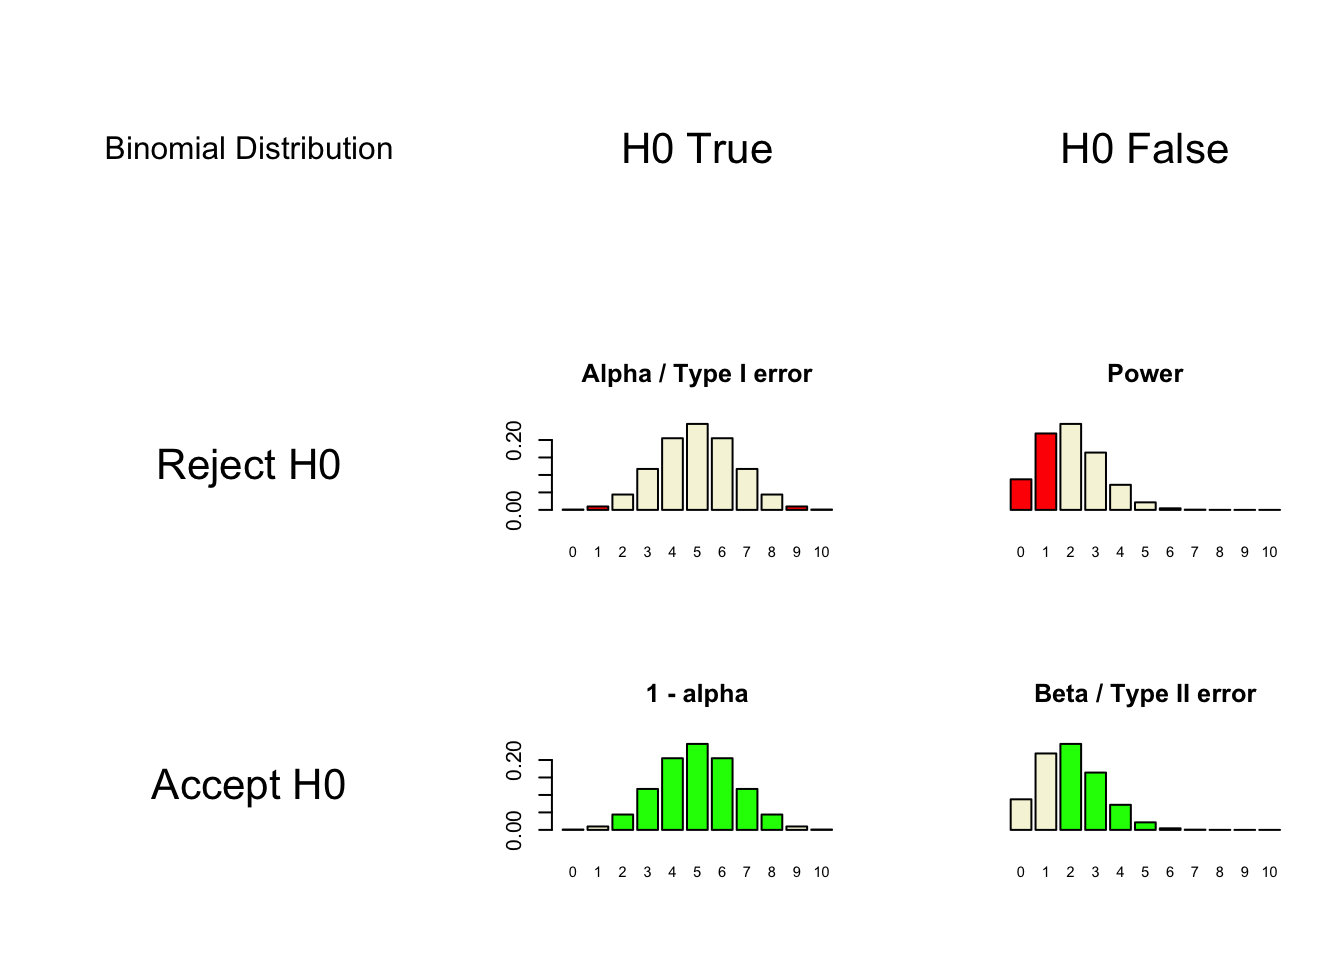 Binomial Distribution
H0 True
H0 False
Reject H0
Alpha / Type I error
0.00 0.20
0 1 2 3 4 5 6 7 8 9 10
Power
0 1 2 3 4 5 6 7 8 9 10
Accept H0
1 - alpha
0.00 0.20
0 1 2 3 4 5 6 7 8 9 10
Beta / Type II error
0 1 2 3 4 5 6 7 8 9 10